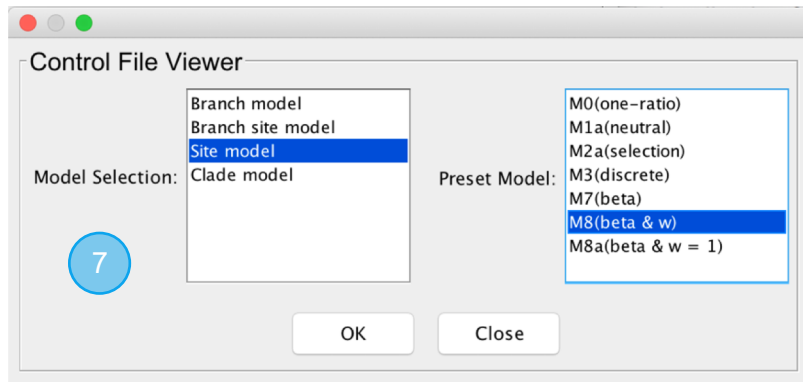 Control File Viewer
Model Selection:
Branch model
Branch site model
Site model
Clade model
Preset Model:
M0(one-ratio)
M1a(neutral)
M2a(selection)
M3(discrete)
M7(beta)
M8(beta & w)
M8a(beta & w = 1)
7
OK
Close